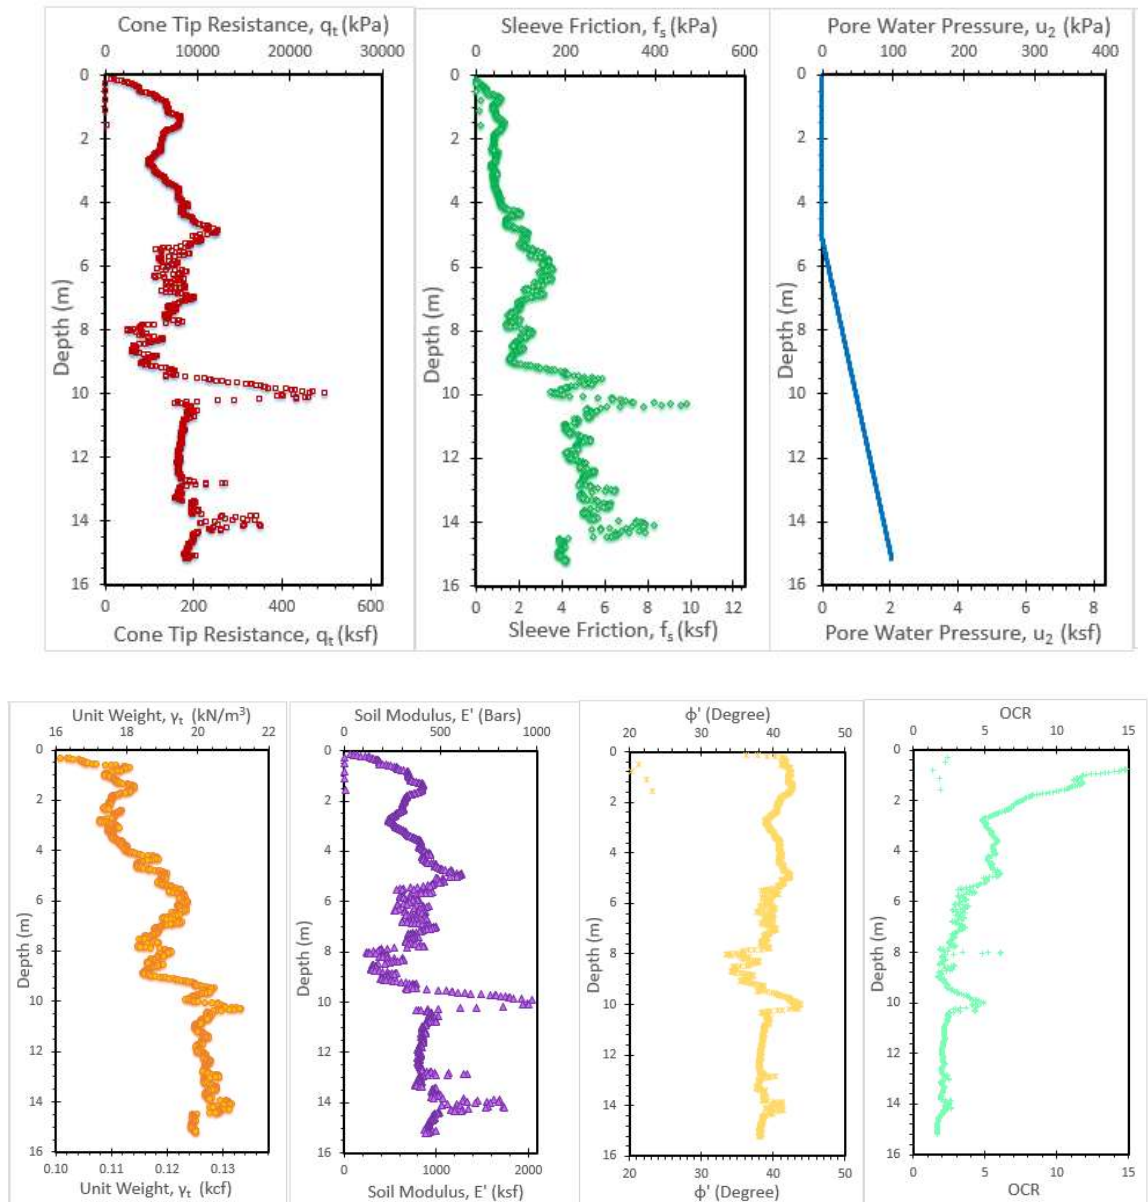 Cone Tip Resistance, qt (kPa)
0 10000 20000 30000
Depth (m)
0
2
4
6
8
10
12
14
16
0 200 400 600
Cone Tip Resistance, qt (ksf)
Sleeve Friction, fs (kPa)
0 200 400 600
Depth (m)
0
2
4
6
8
10
12
14
16
0 2 4 6 8 10 12
Sleeve Friction, fs (ksf)
Pore Water Pressure, u2 (kPa)
0 100 200 300 400
Depth (m)
0
2
4
6
8
10
12
14
16
0 2 4 6 8
Pore Water Pressure, u2 (ksf)
Unit Weight, γt (kN/m³)
16 18 20 22
Depth (m)
0
2
4
6
8
10
12
14
16
0.10 0.11 0.12 0.13
Unit Weight, γt (kcf)
Soil Modulus, E' (Bars)
0 500 1000
Depth (m)
0
2
4
6
8
10
12
14
16
0 1000 2000
Soil Modulus, E' (ksf)
ϕ' (Degree)
20 30 40 50
Depth (m)
0
2
4
6
8
10
12
14
16
20 30 40 50
ϕ' (Degree)
OCR
0 5 10 15
Depth (m)
0
2
4
6
8
10
12
14
16
0 5 10 15
OCR